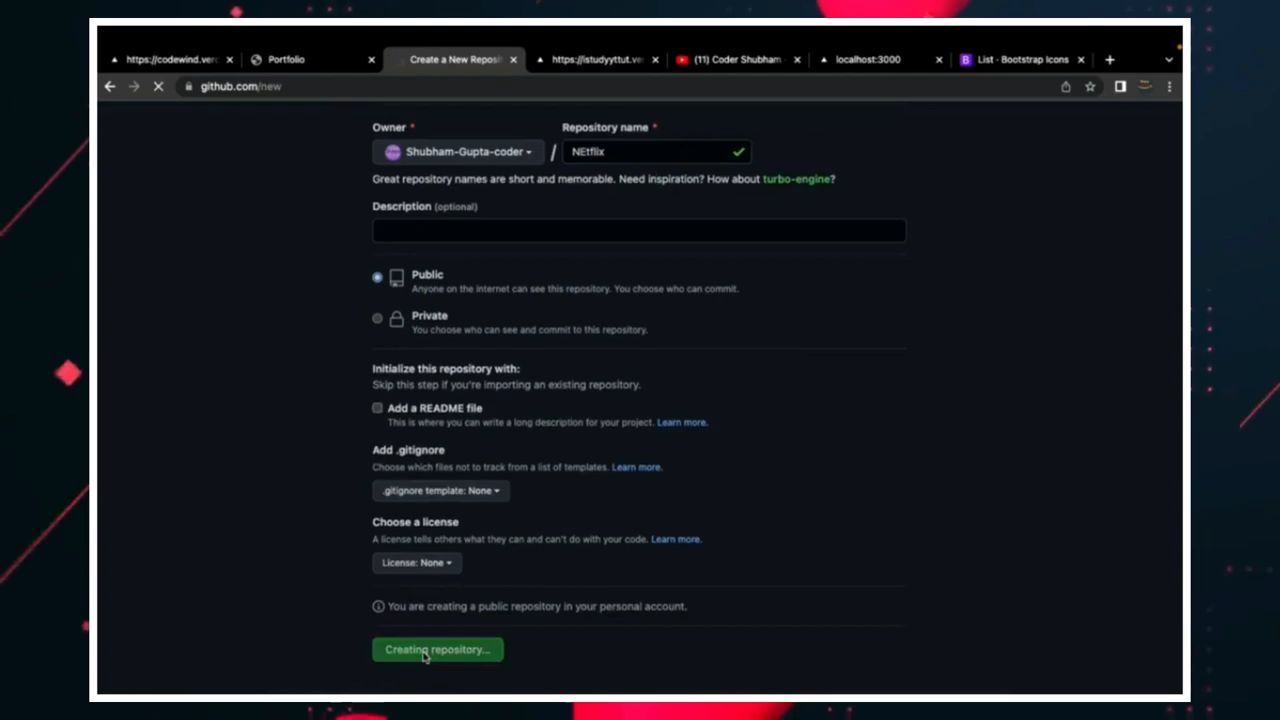 https://codewind.verc
Portfolio
Create a New Reposit
https://istudyyttut.ve
(11) Coder Shubham -
localhost:3000
List · Bootstrap Icons
github.com/new
Owner *
Repository name *
Shubham-Gupta-coder
/
NEtflix
Great repository names are short and memorable. Need inspiration? How about turbo-engine?
Description (optional)
Public
Anyone on the internet can see this repository. You choose who can commit.
Private
You choose who can see and commit to this repository.
Initialize this repository with:
Skip this step if you're importing an existing repository.
Add a README file
This is where you can write a long description for your project. Learn more.
Add .gitignore
Choose which files not to track from a list of templates. Learn more.
.gitignore template: None
Choose a license
A license tells others what they can and can't do with your code. Learn more.
License: None
You are creating a public repository in your personal account.
Creating repository...